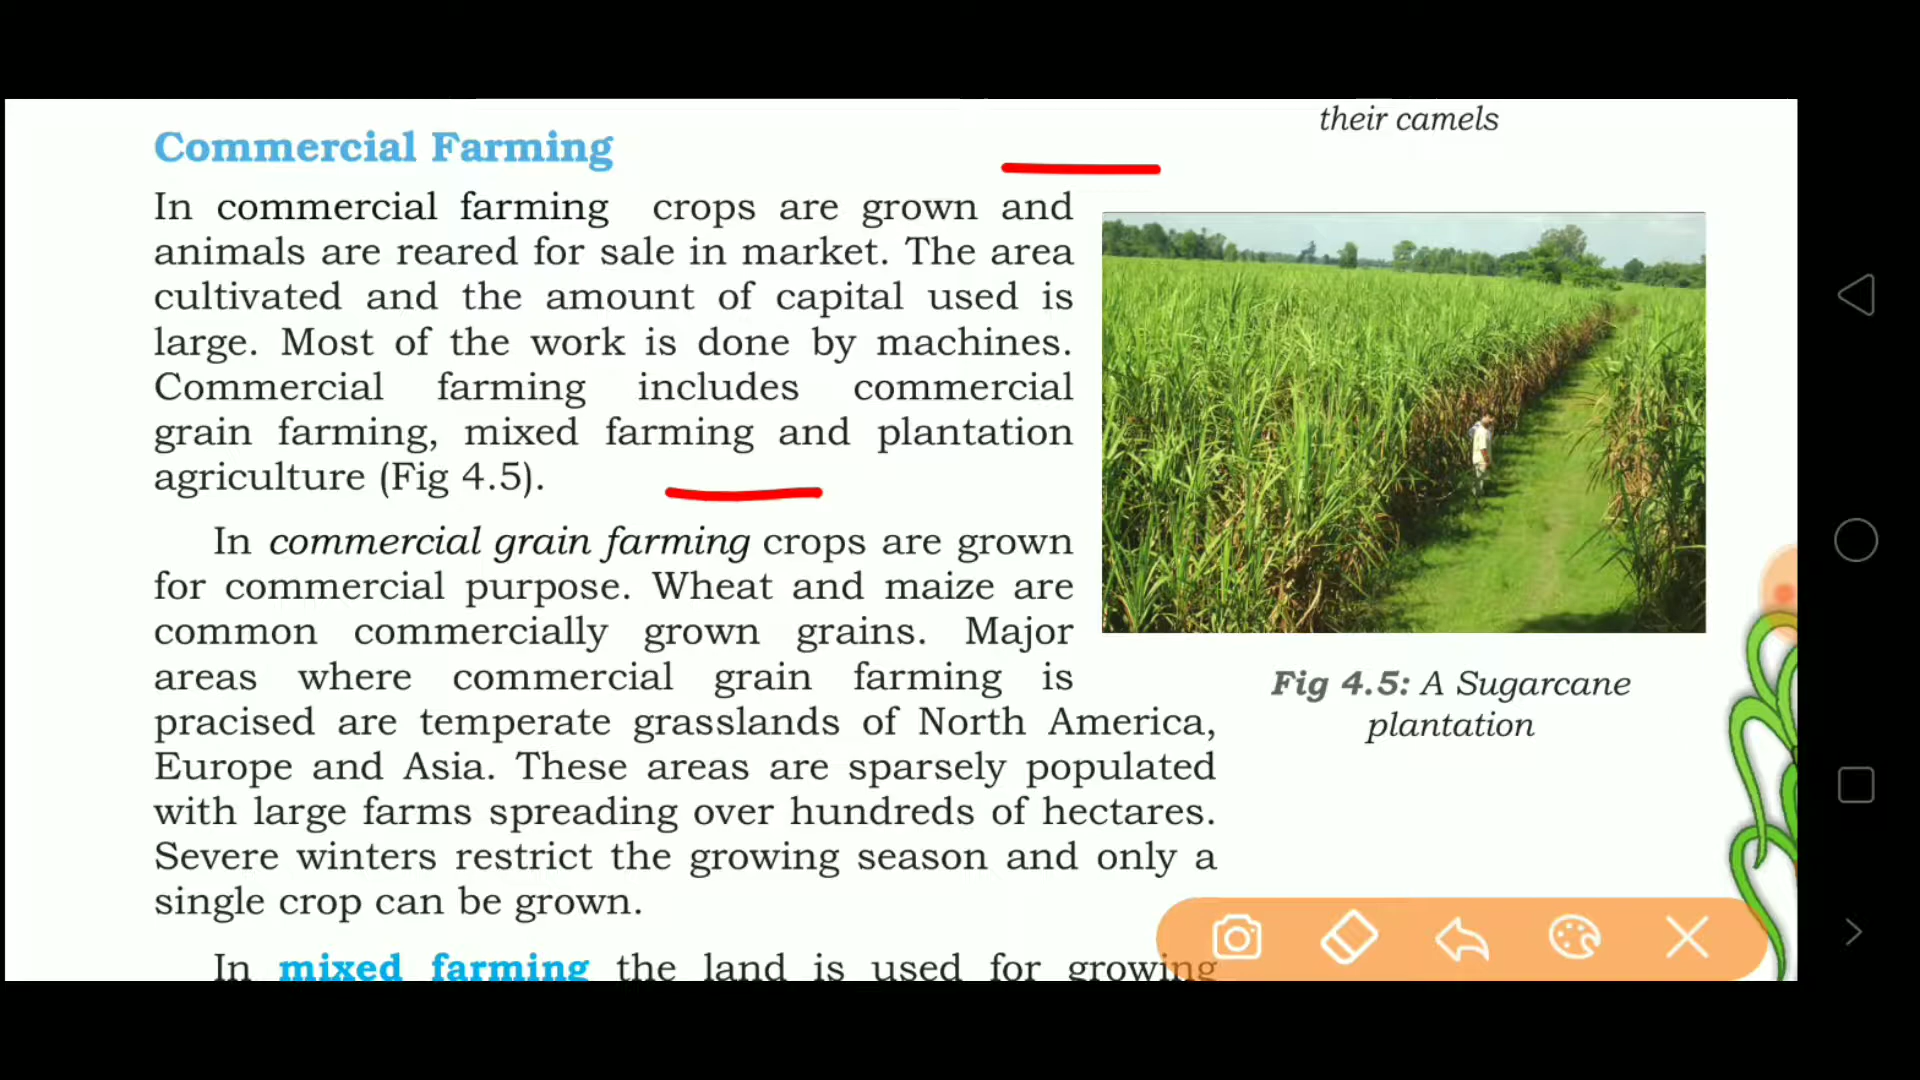 their camels
Commercial Farming
In commercial farming crops are grown and
animals are reared for sale in market. The area
cultivated and the amount of capital used is
large. Most of the work is done by machines.
Commercial farming includes commercial
grain farming, mixed farming and plantation
agriculture (Fig 4.5).
In commercial grain farming crops are grown
for commercial purpose. Wheat and maize are
common commercially grown grains. Major
areas where commercial grain farming is
practised are temperate grasslands of North America,
Europe and Asia. These areas are sparsely populated
with large farms spreading over hundreds of hectares.
Severe winters restrict the growing season and only a
single crop can be grown.
In mixed farming the land is used for growing
Fig 4.5: A Sugarcane
plantation